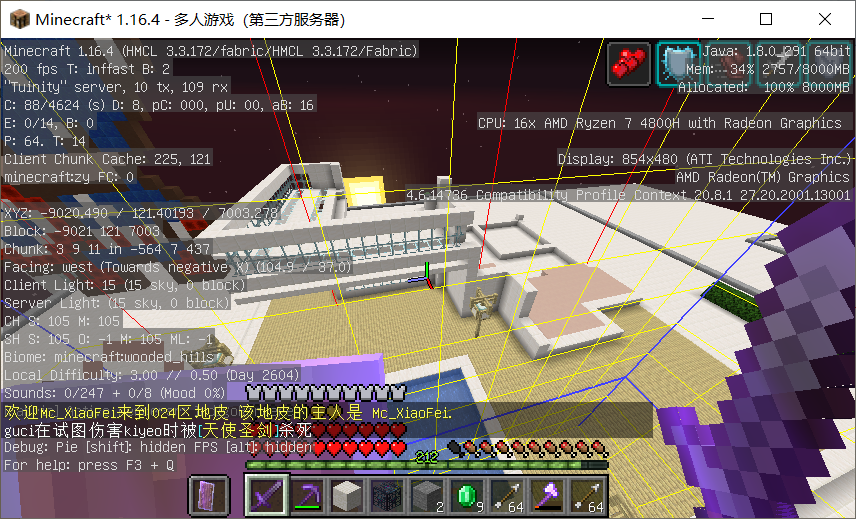 Minecraft* 1.16.4 - 多人游戏（第三方服务器）
Minecraft 1.16.4 (HMCL 3.3.172/fabric/HMCL 3.3.172/Fabric)
200 fps T: inffast B: 2
"Tuinity" server, 10 tx, 109 rx
C: 88/4624 (s) D: 8, pC: 000, pU: 00, aB: 16
E: 0/14, B: 0
P: 64. T: 14
Client Chunk Cache: 225, 121
minecraft:zy FC: 0
XYZ: -9020.490 / 121.40193 / 7003.278
Block: -9021 121 7003
Chunk: 3 9 11 in -564 7 437
Facing: west (Towards negative X) (104.9 / 37.0)
Client Light: 15 (15 sky, 0 block)
Server Light: (15 sky, 0 block)
CH S: 105 M: 105
SH S: 105 O: -1 M: 105 ML: -1
Biome: minecraft:wooded_hills
Local Difficulty: 3.00 // 0.50 (Day 2604)
Sounds: 0/247 + 0/8 (Mood 0%)
欢迎Mc_XiaoFei来到024区地皮 该地皮的主人是 Mc_XiaoFei.
guci在试图伤害kiyeo时被[天使圣剑]杀死
Debug: Pie [shift]: hidden FPS [alt]: hidden
For help: press F3 + Q
Java: 1.8.0_291 64bit
Mem: 34% 2757/8000MB
Allocated: 100% 8000MB
CPU: 16x AMD Ryzen 7 4800H with Radeon Graphics
Display: 854x480 (ATI Technologies Inc.)
AMD Radeon(TM) Graphics
4.6.14736 Compatibility Profile Context 20.8.1 27.20.2001.13001
212
2
9
64
64